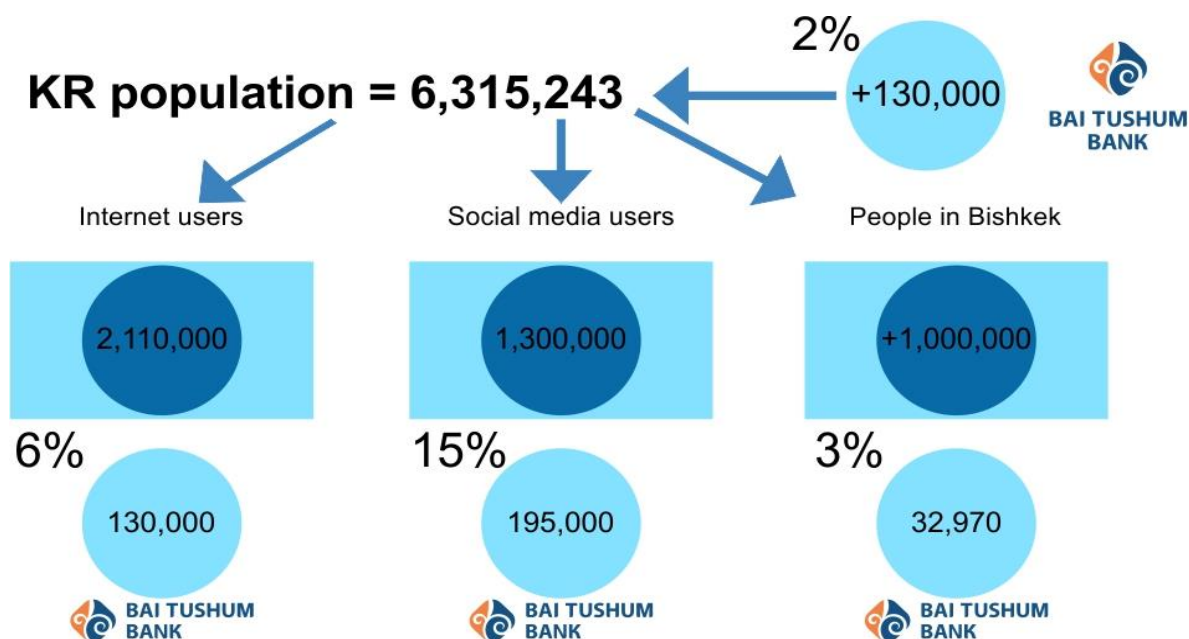 2%
KR population = 6,315,243
+130,000
BAI TUSHUM
BANK
Internet users
Social media users
People in Bishkek
2,110,000
1,300,000
+1,000,000
6%
15%
3%
130,000
195,000
32,970
BAI TUSHUM
BANK
BAI TUSHUM
BANK
BAI TUSHUM
BANK